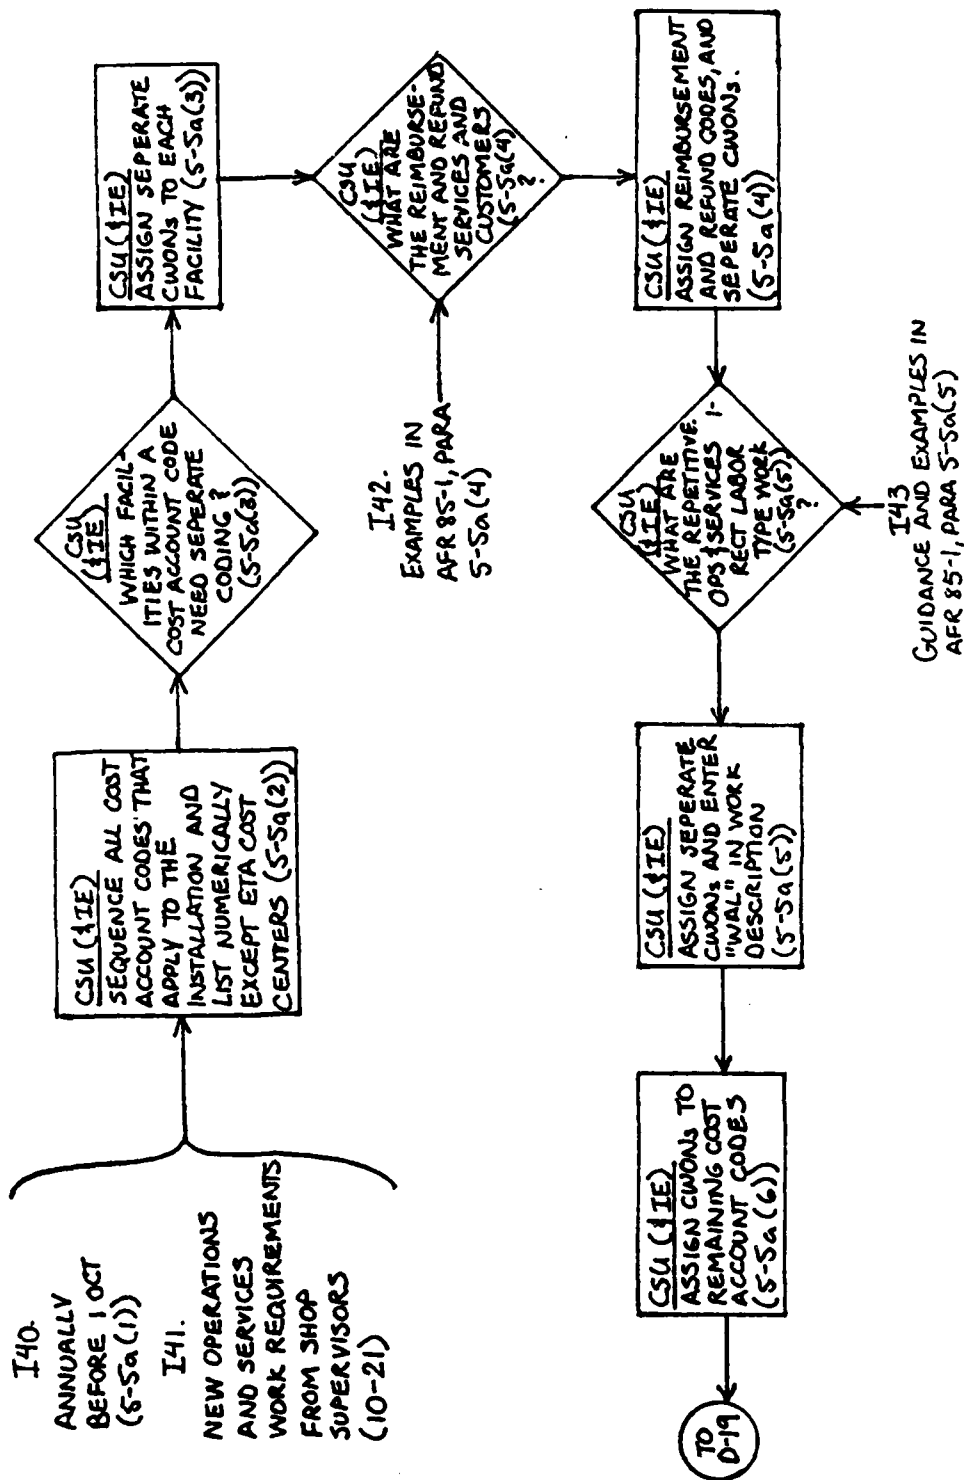 I40.
ANNUALLY
BEFORE 1 OCT
(5-5a(1))
I41.
NEW OPERATIONS
AND SERVICES
WORK REQUIREMENTS
FROM SHOP
SUPERVISORS
(10-21)
CSU (&IE)
SEQUENCE ALL COST
ACCOUNT CODES THAT
APPLY TO THE
INSTALLATION AND
LIST NUMERICALLY
EXCEPT ETA COST
CENTERS (5-5a(2))
CSU
(&IE)
WHICH FACIL-
ITIES WITHIN A
COST ACCOUNT CODE
NEED SEPERATE
CODING ?
(5-5a(3))
CSU (&IE)
ASSIGN SEPERATE
CWONs TO EACH
FACILITY (5-5a(3))
I42.
EXAMPLES IN
AFR 85-1, PARA
5-5a(4)
CSU
(&IE)
WHAT ARE
THE REIMBURSE-
MENT AND REFUND
SERVICES AND
CUSTOMERS
(5-5a(4)
?
CSU (&IE)
ASSIGN REIMBURSEMENT
AND REFUND CODES, AND
SEPERATE CWONs.
(5-5a(4))
CSU
(&IE)
WHAT ARE
THE REPETITIVE
OPS & SERVICES 1-
RECT LABOR
TYPE WORK
(5-5a(5))
?
I43
GUIDANCE AND EXAMPLES IN
AFR 85-1, PARA 5-5a(5)
CSU (&IE)
ASSIGN SEPERATE
CWONs AND ENTER
"WAL" IN WORK
DESCRIPTION
(5-5a(5))
CSU (&IE)
ASSIGN CWONs TO
REMAINING COST
ACCOUNT CODES
(5-5a(6))
TO
D-19